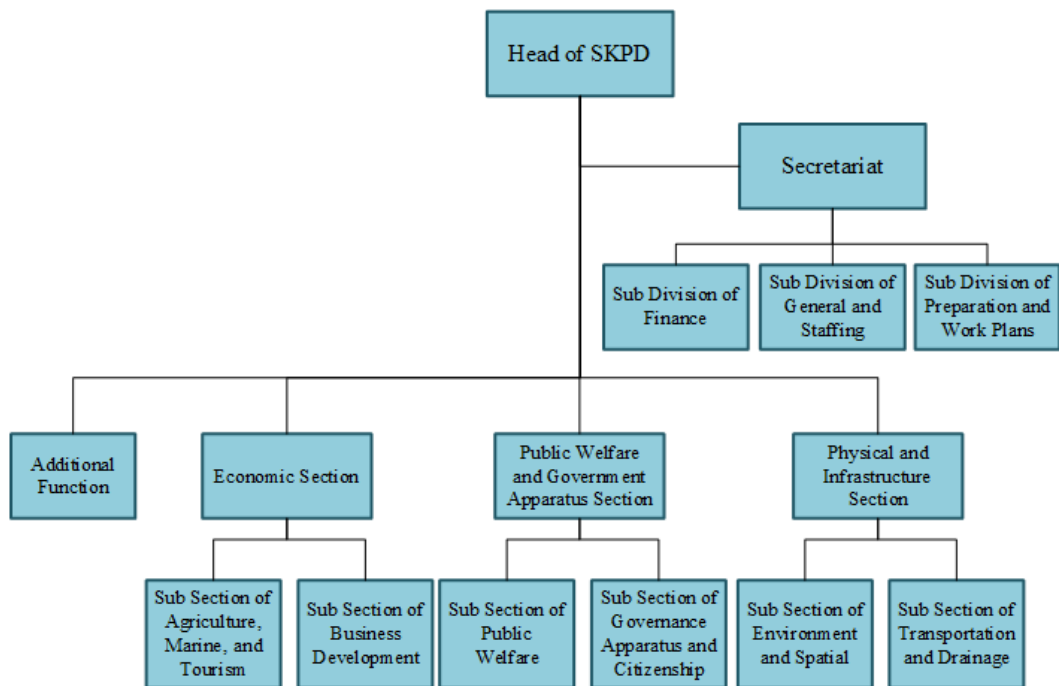 Head of SKPD
Secretariat
Sub Division of
Finance
Sub Division of
General and
Staffing
Sub Division of
Preparation and
Work Plans
Additional
Function
Economic Section
Public Welfare
and Government
Apparatus Section
Physical and
Infrastructure
Section
Sub Section of
Agriculture,
Marine, and
Tourism
Sub Section of
Business
Development
Sub Section of
Public
Welfare
Sub Section of
Governance
Apparatus and
Citizenship
Sub Section of
Environment
and Spatial
Sub Section of
Transportation
and Drainage